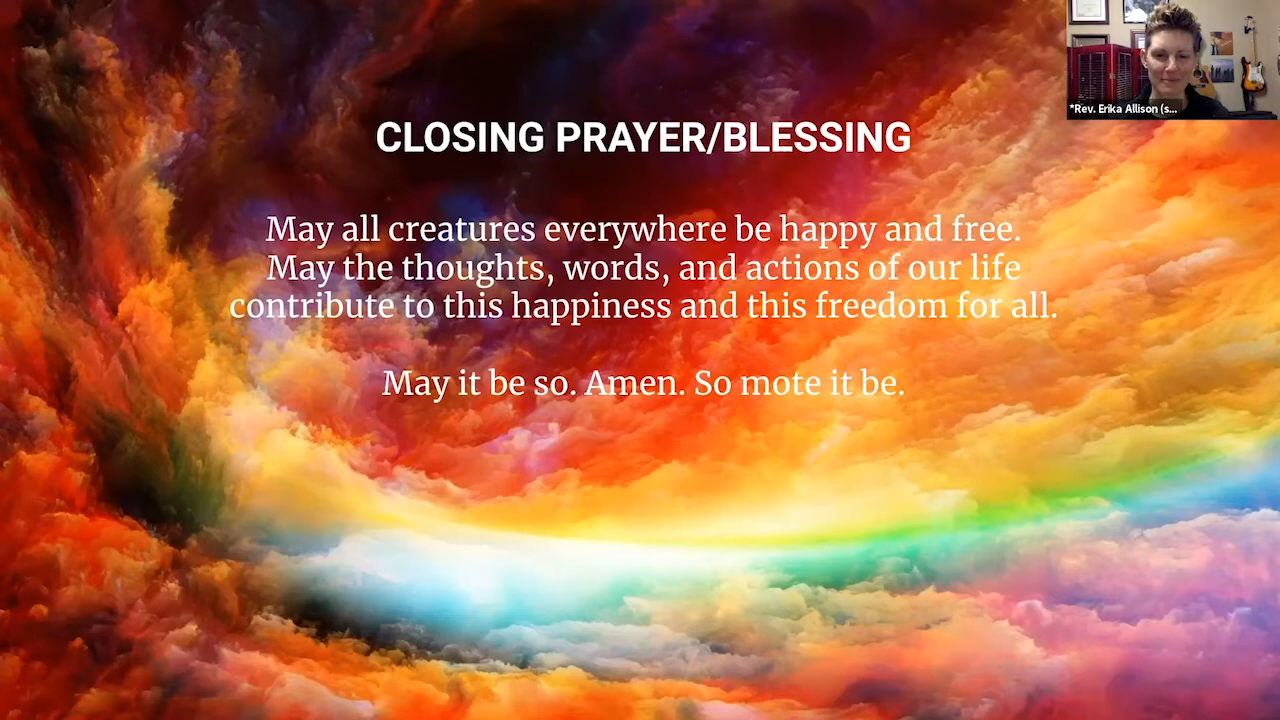 *Rev. Erika Allison (s...
CLOSING PRAYER/BLESSING
May all creatures everywhere be happy and free.
May the thoughts, words, and actions of our life
contribute to this happiness and this freedom for all.
May it be so. Amen. So mote it be.